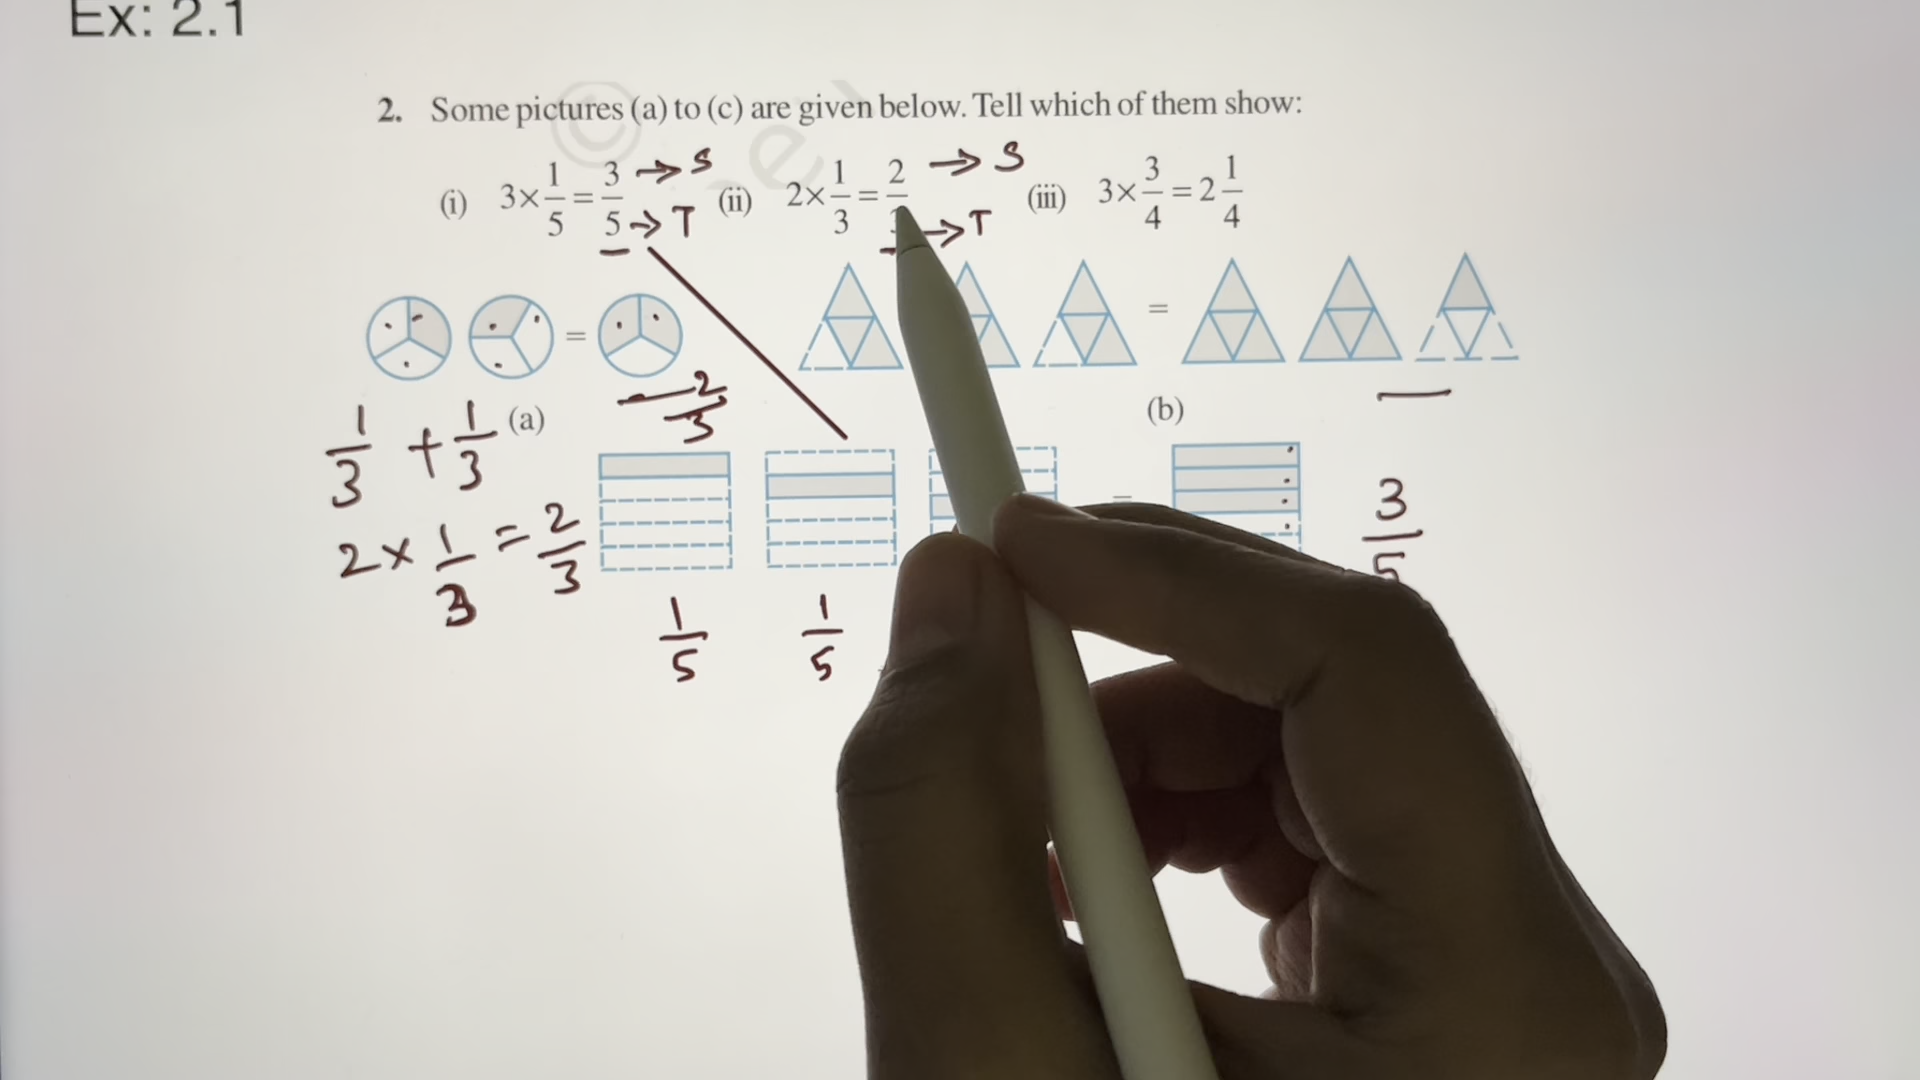 Ex: 2.1
2. Some pictures (a) to (c) are given below. Tell which of them show:
(i) 3 × 1/5 = 3/5 → S → T (ii) 2 × 1/3 = 2 → S → T (iii) 3 × 3/4 = 2 1/4
= =
2/3
1/3 + 1/3 (a) (b)
=
2 × 1/3 = 2/3
3/5
1/5 1/5